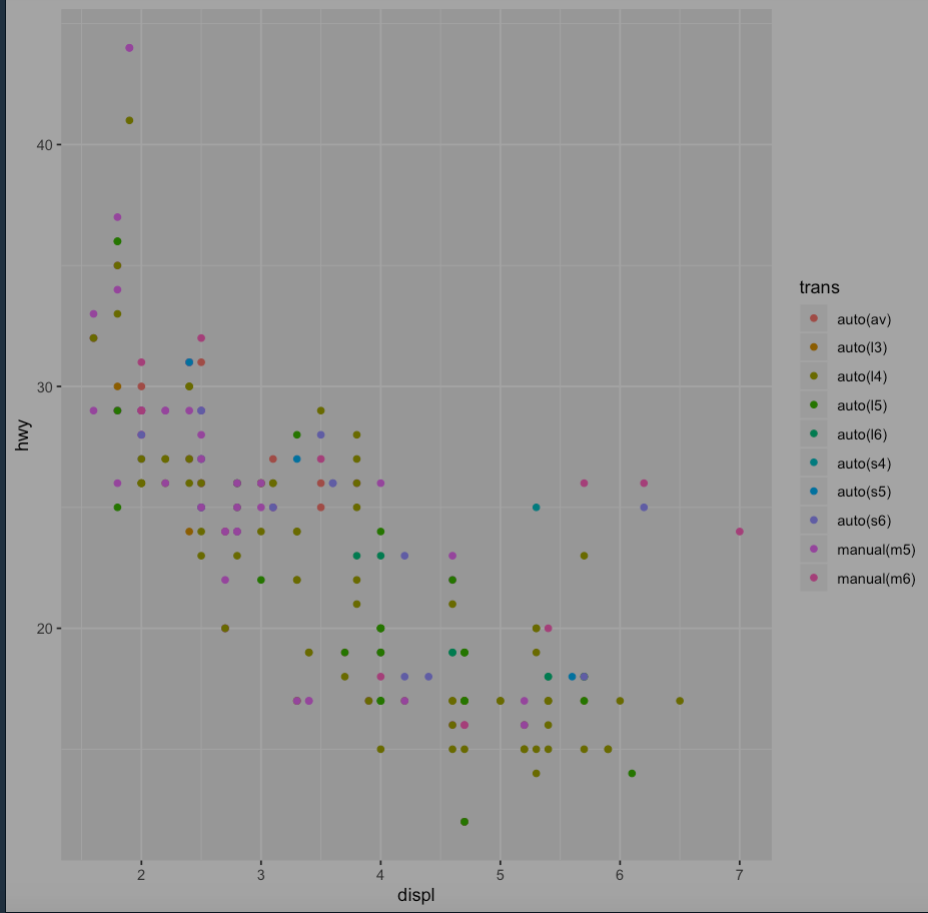 40
30
20
hwy
2 3 4 5 6 7
displ
trans
auto(av)
auto(l3)
auto(l4)
auto(l5)
auto(l6)
auto(s4)
auto(s5)
auto(s6)
manual(m5)
manual(m6)